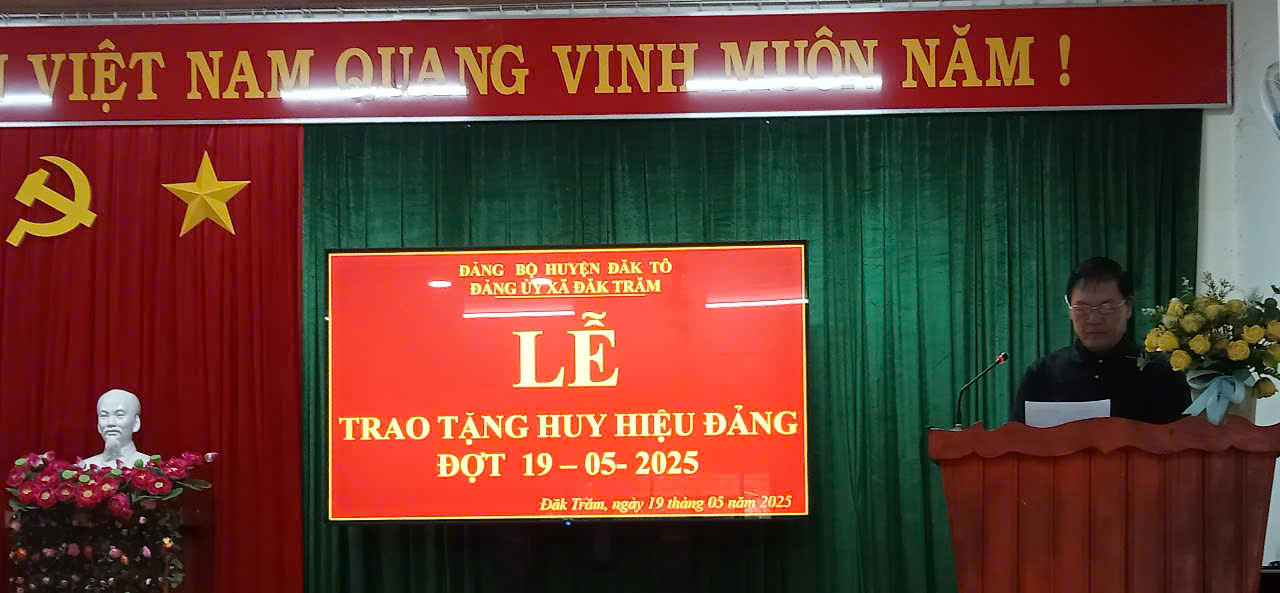 VIỆT NAM QUANG VINH MUÔN NĂM !
ĐẢNG BỘ HUYỆN ĐĂK TÔ
ĐẢNG ỦY XÃ ĐĂK TRĂM
LỄ
TRAO TẶNG HUY HIỆU ĐẢNG
ĐỢT 19 – 05- 2025
Đăk Trăm, ngày 19 tháng 05 năm 2025